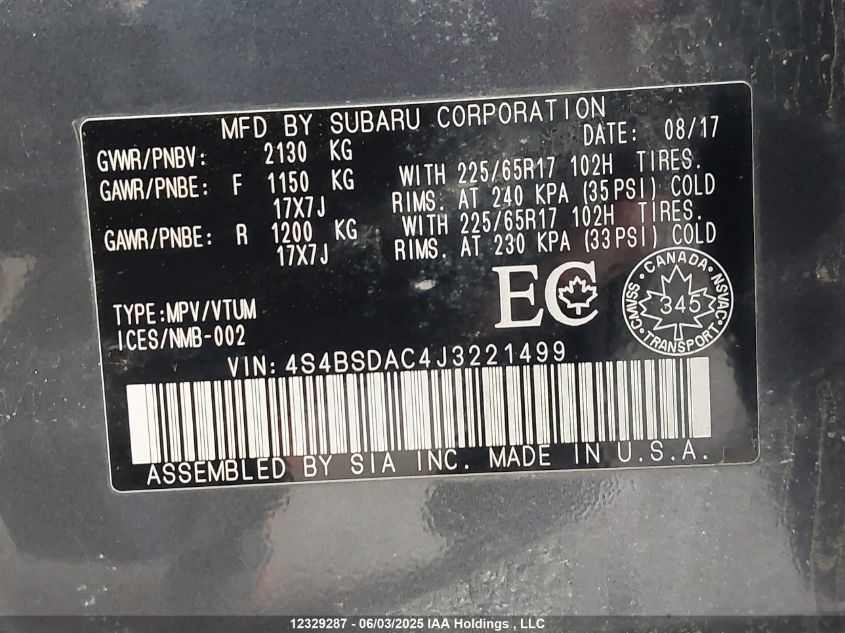 MFD BY SUBARU CORPORATION
DATE: 08/17
GVWR/PNBV: 2130 KG
GAWR/PNBE: F 1150 KG WITH 225/65R17 102H TIRES.
17X7J RIMS. AT 240 KPA (35PSI) COLD
GAWR/PNBE: R 1200 KG WITH 225/65R17 102H TIRES.
17X7J RIMS. AT 230 KPA (33PSI) COLD
EC
CANADA
CMVSS NSVAC
345
TRANSPORT
TYPE:MPV/VTUM
ICES/NMB-002
VIN: 4S4BSDAC4J3221499
ASSEMBLED BY SIA INC. MADE IN U.S.A.
12329287 - 06/03/2025 IAA Holdings , LLC